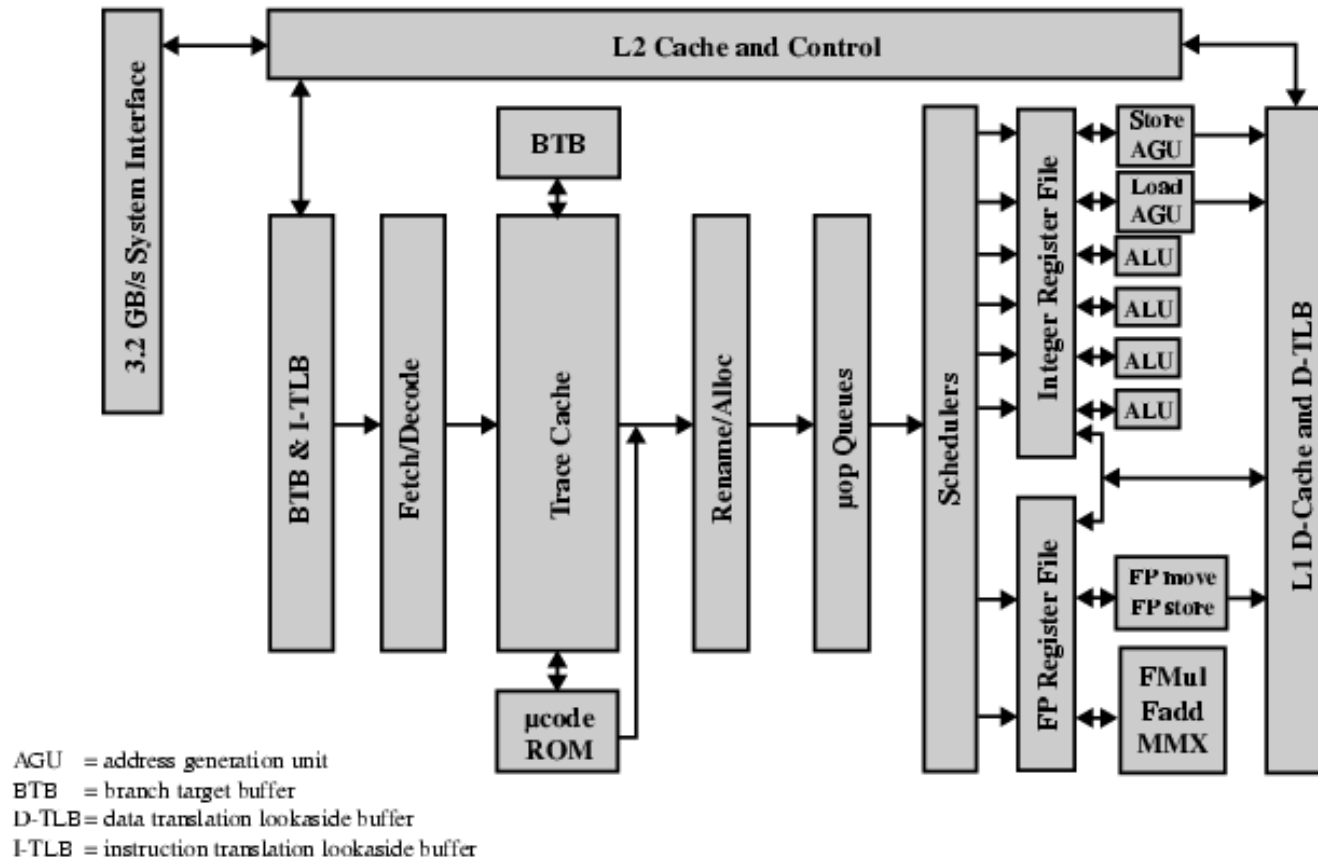 L2 Cache and Control
3.2 GB/s System Interface
BTB
BTB & I-TLB
Fetch/Decode
Trace Cache
µcode
ROM
Rename/Alloc
µop Queues
Schedulers
Integer Register File
FP Register File
Store
AGU
Load
AGU
ALU
ALU
ALU
ALU
FP move
FP store
FMul
Fadd
MMX
L1 D-Cache and D-TLB
AGU = address generation unit
BTB = branch target buffer
D-TLB= data translation lookaside buffer
I-TLB = instruction translation lookaside buffer